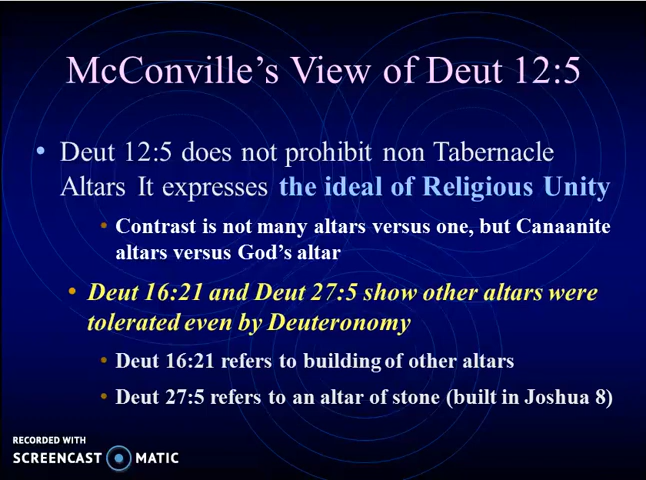 McConville's View of Deut 12:5
• Deut 12:5 does not prohibit non Tabernacle
Altars It expresses the ideal of Religious Unity
• Contrast is not many altars versus one, but Canaanite
altars versus God's altar
• Deut 16:21 and Deut 27:5 show other altars were
tolerated even by Deuteronomy
• Deut 16:21 refers to building of other altars
• Deut 27:5 refers to an altar of stone (built in Joshua 8)
RECORDED WITH
SCREENCAST MATIC